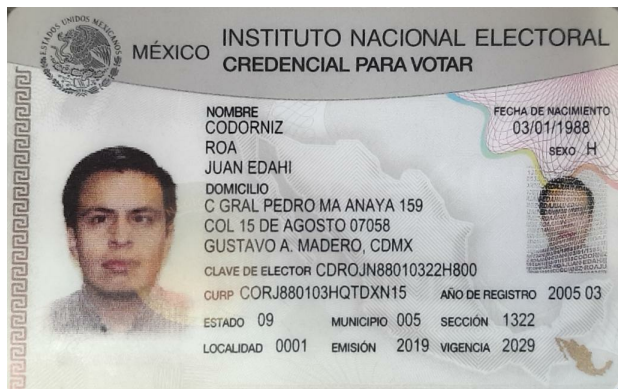 ESTADOS UNIDOS MEXICANOS
MÉXICO INSTITUTO NACIONAL ELECTORAL
CREDENCIAL PARA VOTAR
NOMBRE
CODORNIZ
ROA
JUAN EDAHI
FECHA DE NACIMIENTO
03/01/1988
SEXO H
DOMICILIO
C GRAL PEDRO MA ANAYA 159
COL 15 DE AGOSTO 07058
GUSTAVO A. MADERO, CDMX
CLAVE DE ELECTOR CDROJN88010322H800
CURP CORJ880103HQTDXN15 AÑO DE REGISTRO 2005 03
ESTADO 09 MUNICIPIO 005 SECCIÓN 1322
LOCALIDAD 0001 EMISIÓN 2019 VIGENCIA 2029